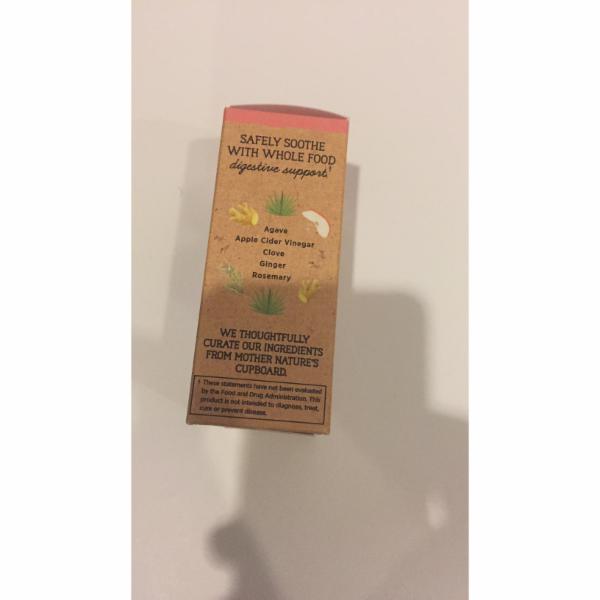 SAFELY SOOTHE
WITH WHOLE FOOD
digestive support.†
Agave
Apple Cider Vinegar
Clove
Ginger
Rosemary
WE THOUGHTFULLY
CURATE OUR INGREDIENTS
FROM MOTHER NATURE'S
CUPBOARD.
† These statements have not been evaluated
by the Food and Drug Administration. This
product is not intended to diagnose, treat,
cure or prevent disease.